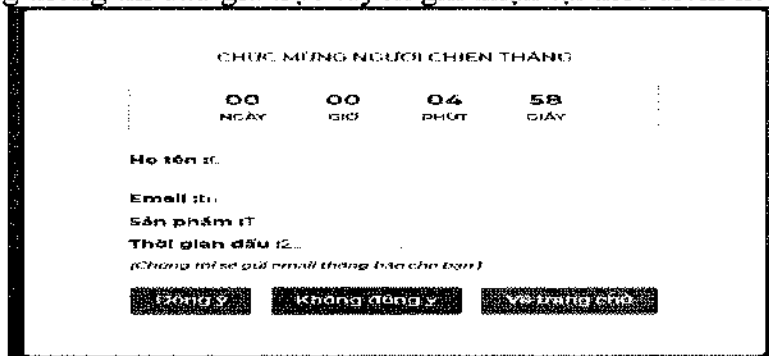 CHÚC MỪNG NGƯỜI CHIẾN THẮNG
00 00 04 58
NGÀY GIỜ PHÚT GIÂY
Họ tên :
Email :
Sản phẩm :T
Thời gian đấu :2
(Chúng tôi sẽ gửi email thông báo cho bạn)
Đồng ý Không đồng ý Về trang chủ